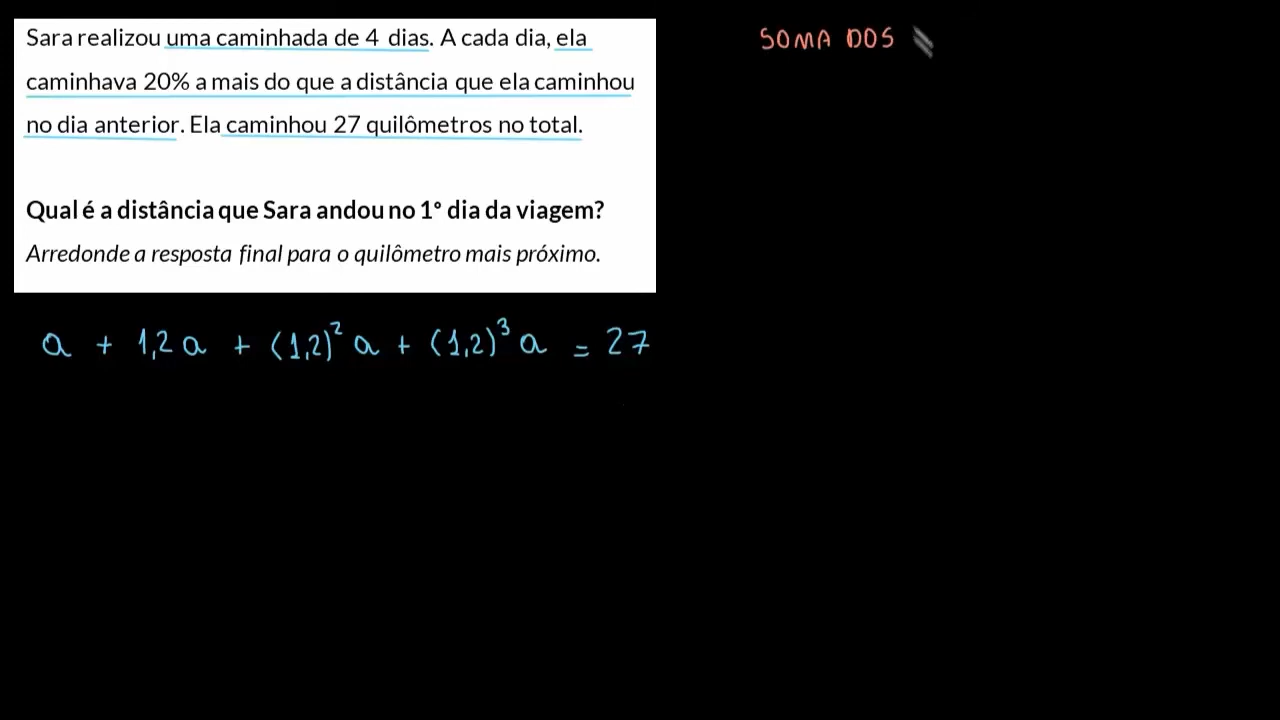 Sara realizou uma caminhada de 4 dias. A cada dia, ela
caminhava 20% a mais do que a distância que ela caminhou
no dia anterior. Ela caminhou 27 quilômetros no total.
Qual é a distância que Sara andou no 1° dia da viagem?
Arredonde a resposta final para o quilômetro mais próximo.
SOMA DOS
a + 1,2 a + (1,2)² a + (1,2)³ a = 27